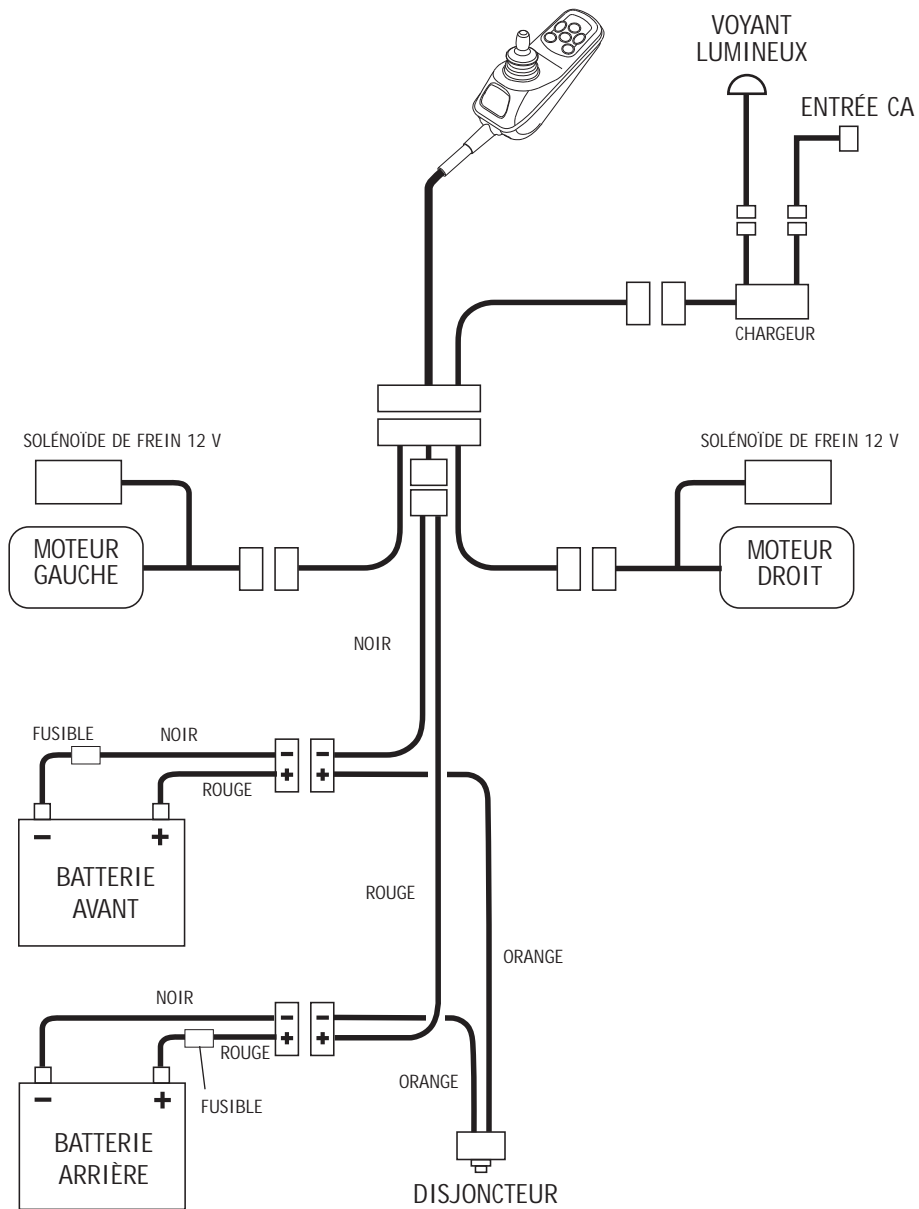 VOYANT
LUMINEUX
ENTRÉE CA
CHARGEUR
SOLÉNOÏDE DE FREIN 12 V
SOLÉNOÏDE DE FREIN 12 V
MOTEUR
GAUCHE
MOTEUR
DROIT
NOIR
FUSIBLE
NOIR
- -
+ +
ROUGE
- +
BATTERIE
AVANT
ROUGE
ORANGE
NOIR
- -
+ +
ROUGE
ORANGE
- +
FUSIBLE
BATTERIE
ARRIÈRE
DISJONCTEUR